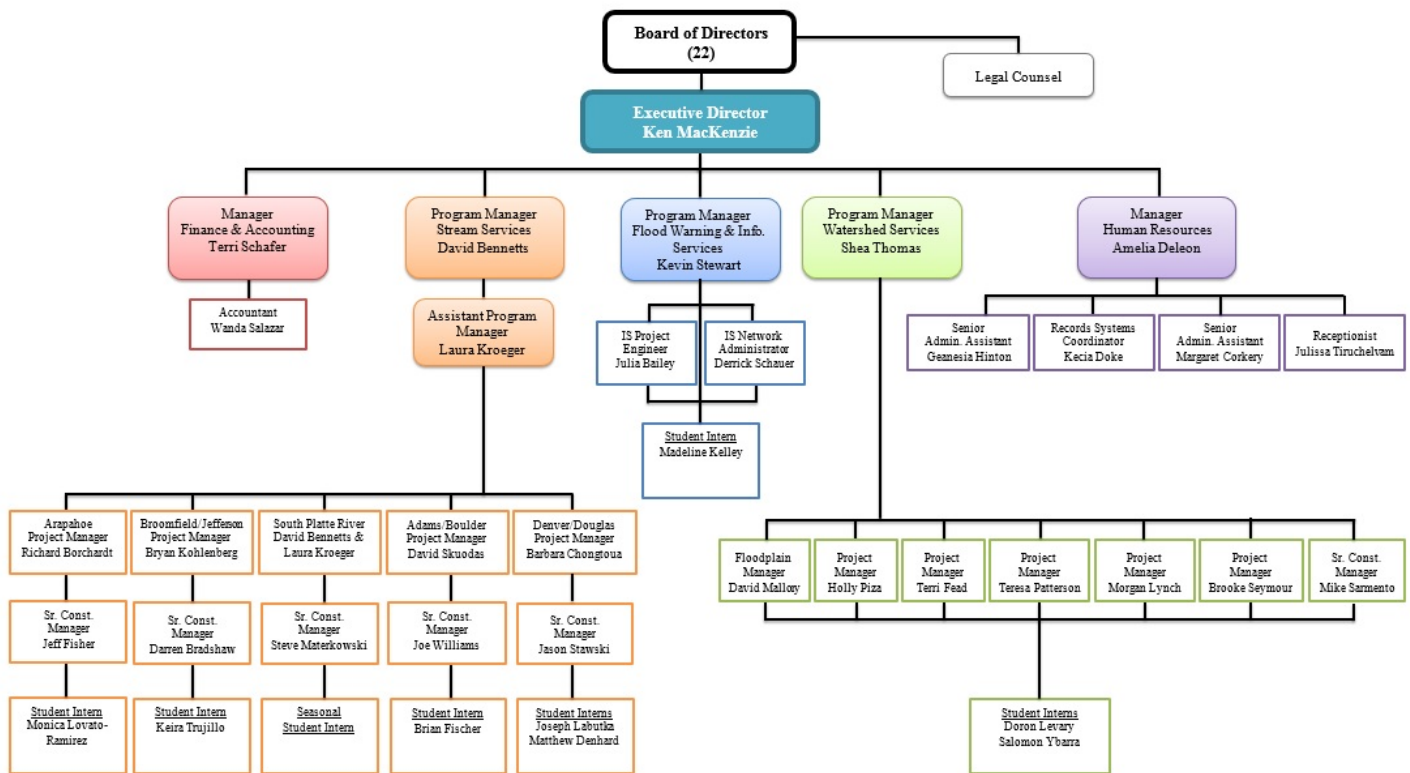 Board of Directors
(22)
Legal Counsel
Executive Director
Ken MacKenzie
Manager
Finance & Accounting
Terri Schafer
Program Manager
Stream Services
David Bennetts
Program Manager
Flood Warning & Info.
Services
Kevin Stewart
Program Manager
Watershed Services
Shea Thomas
Manager
Human Resources
Amelia Deleon
Accountant
Wanda Salazar
Assistant Program
Manager
Laura Kroeger
IS Project
Engineer
Julia Bailey
IS Network
Administrator
Derrick Schauer
Senior
Admin. Assistant
Geanesia Hinton
Records Systems
Coordinator
Kecia Doke
Senior
Admin. Assistant
Margaret Corkery
Receptionist
Julissa Tiruchelvam
Student Intern
Madeline Kelley
Arapahoe
Project Manager
Richard Borchardt
Broomfield/Jefferson
Project Manager
Bryan Kohlenberg
South Platte River
David Bennetts &
Laura Kroeger
Adams/Boulder
Project Manager
David Skuodas
Denver/Douglas
Project Manager
Barbara Chongtoua
Floodplain
Manager
David Mallory
Project
Manager
Holly Piza
Project
Manager
Terri Fead
Project
Manager
Teresa Patterson
Project
Manager
Morgan Lynch
Project
Manager
Brooke Seymour
Sr. Const.
Manager
Mike Sarmento
Sr. Const.
Manager
Jeff Fisher
Sr. Const.
Manager
Darren Bradshaw
Sr. Const.
Manager
Steve Materkowski
Sr. Const.
Manager
Joe Williams
Sr. Const.
Manager
Jason Stawski
Student Intern
Monica Lovato-
Ramirez
Student Intern
Keira Trujillo
Seasonal
Student Intern
Student Intern
Brian Fischer
Student Interns
Joseph Labutka
Matthew Denhard
Student Interns
Doron Levary
Salomon Ybarra